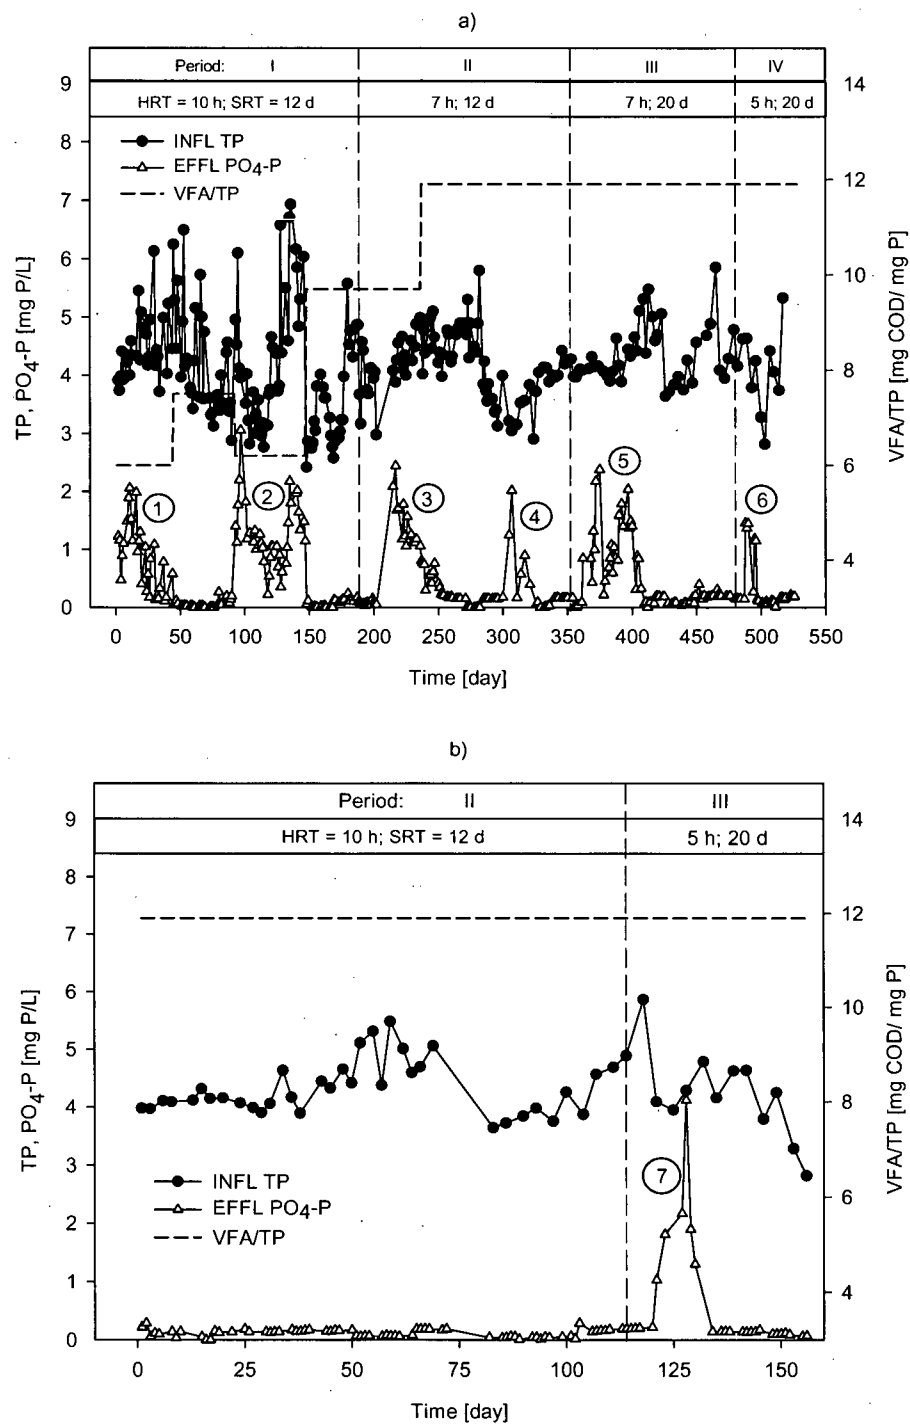 a)
Period: I II III IV
HRT = 10 h; SRT = 12 d 7 h; 12 d 7 h; 20 d 5 h; 20 d
INFL TP
EFFL PO4-P
VFA/TP
9 8 7 6 5 4 3 2 1 0
TP, PO4-P [mg P/L]
14 12 10 8 6 4
VFA/TP [mg COD/ mg P]
1 2 3 4 5 6
0 50 100 150 200 250 300 350 400 450 500 550
Time [day]
b)
Period: II III
HRT = 10 h; SRT = 12 d 5 h; 20 d
9 8 7 6 5 4 3 2 1 0
TP, PO4-P [mg P/L]
14 12 10 8 6 4
VFA/TP [mg COD/ mg P]
7
INFL TP
EFFL PO4-P
VFA/TP
0 25 50 75 100 125 150
Time [day]